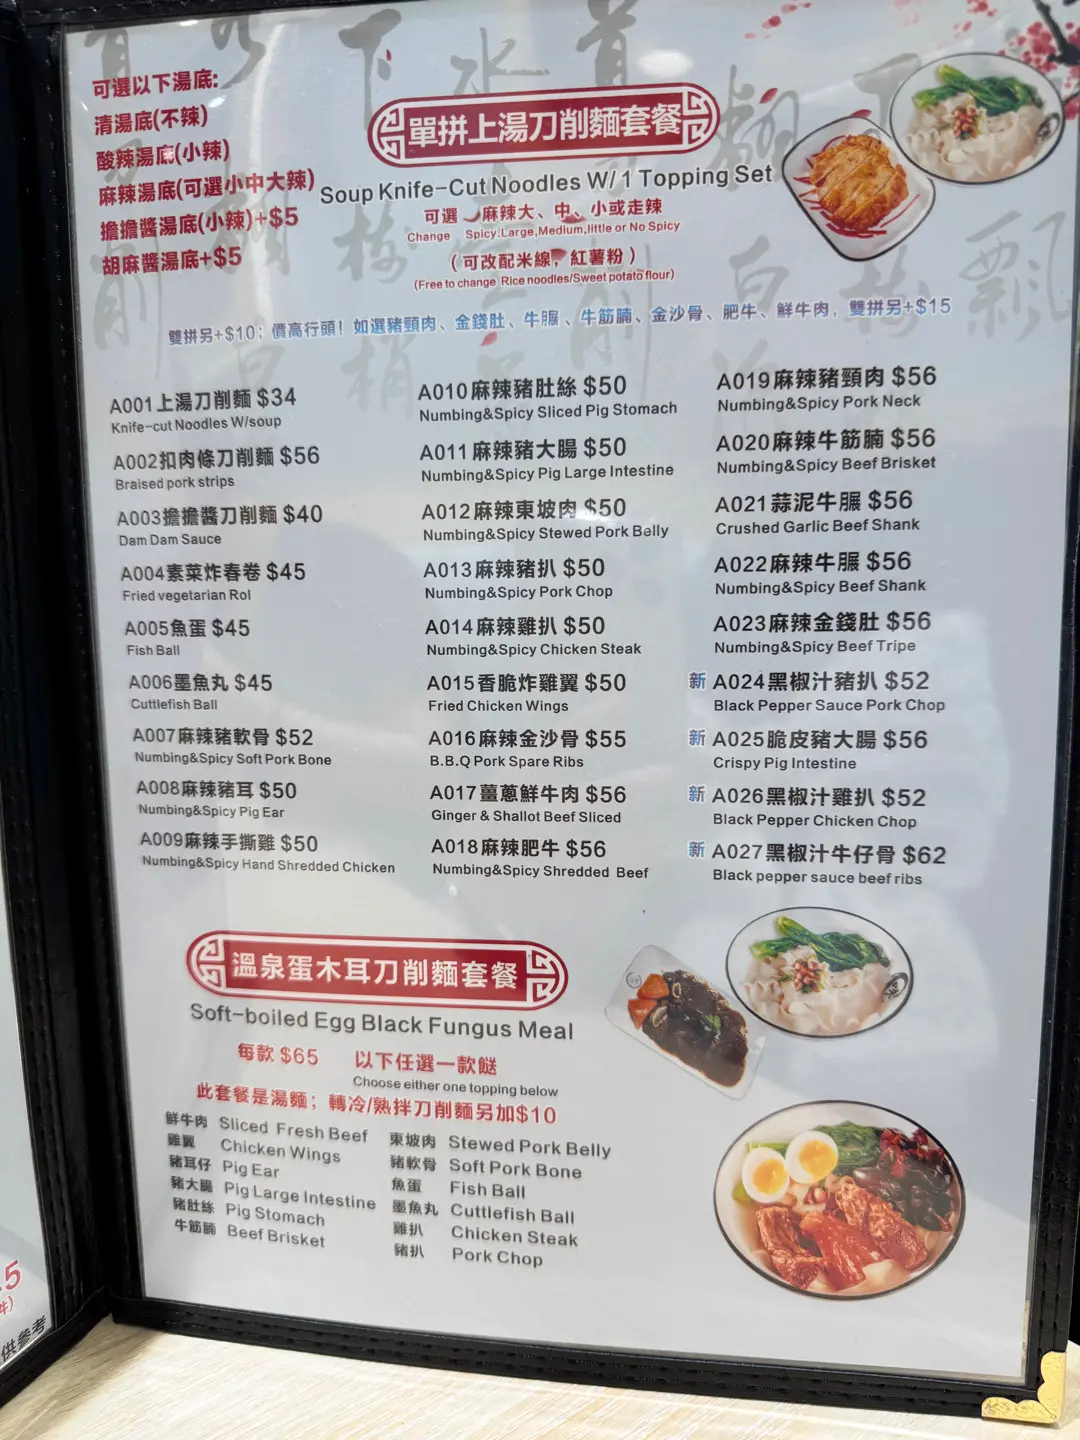 可選以下湯底:
清湯底(不辣)
酸辣湯底(小辣)
麻辣湯底(可選小中大辣)
擔擔醬湯底(小辣)+$5
胡麻醬湯底+$5
單拼上湯刀削麵套餐
Soup Knife-Cut Noodles W/1 Topping Set
可選 麻辣大、中、小或走辣
Change Spicy:Large,Medium,little or No Spicy
(可改配米線，紅薯粉)
(Free to change Rice noodles/Sweet potato flour)
雙拼另+$10；價高行頭！如選豬頸肉、金錢肚、牛𦟌、牛筋腩、金沙骨、肥牛、鮮牛肉，雙拼另+$15
A001上湯刀削麵 $34
Knife-cut Noodles W/soup
A002扣肉條刀削麵 $56
Braised pork strips
A003擔擔醬刀削麵 $40
Dam Dam Sauce
A004素菜炸春卷 $45
Fried vegetarian Rol
A005魚蛋 $45
Fish Ball
A006墨魚丸 $45
Cuttlefish Ball
A007麻辣豬軟骨 $52
Numbing&Spicy Soft Pork Bone
A008麻辣豬耳 $50
Numbing&Spicy Pig Ear
A009麻辣手撕雞 $50
Numbing&Spicy Hand Shredded Chicken
A010麻辣豬肚絲 $50
Numbing&Spicy Sliced Pig Stomach
A011麻辣豬大腸 $50
Numbing&Spicy Pig Large Intestine
A012麻辣東坡肉 $50
Numbing&Spicy Stewed Pork Belly
A013麻辣豬扒 $50
Numbing&Spicy Pork Chop
A014麻辣雞扒 $50
Numbing&Spicy Chicken Steak
A015香脆炸雞翼 $50
Fried Chicken Wings
A016麻辣金沙骨 $55
B.B.Q Pork Spare Ribs
A017薑蔥鮮牛肉 $56
Ginger & Shallot Beef Sliced
A018麻辣肥牛 $56
Numbing&Spicy Shredded Beef
A019麻辣豬頸肉 $56
Numbing&Spicy Pork Neck
A020麻辣牛筋腩 $56
Numbing&Spicy Beef Brisket
A021蒜泥牛𦟌 $56
Crushed Garlic Beef Shank
A022麻辣牛𦟌 $56
Numbing&Spicy Beef Shank
A023麻辣金錢肚 $56
Numbing&Spicy Beef Tripe
新 A024黑椒汁豬扒 $52
Black Pepper Sauce Pork Chop
新 A025脆皮豬大腸 $56
Crispy Pig Intestine
新 A026黑椒汁雞扒 $52
Black Pepper Chicken Chop
新 A027黑椒汁牛仔骨 $62
Black pepper sauce beef ribs
溫泉蛋木耳刀削麵套餐
Soft-boiled Egg Black Fungus Meal
每款 $65 以下任選一款餸
Choose either one topping below
此套餐是湯麵；轉冷/熱拌刀削麵另加$10
鮮牛肉 Sliced Fresh Beef
雞翼 Chicken Wings
豬耳仔 Pig Ear
豬大腸 Pig Large Intestine
豬肚絲 Pig Stomach
牛筋腩 Beef Brisket
東坡肉 Stewed Pork Belly
豬軟骨 Soft Pork Bone
魚蛋 Fish Ball
墨魚丸 Cuttlefish Ball
雞扒 Chicken Steak
豬扒 Pork Chop
供參考